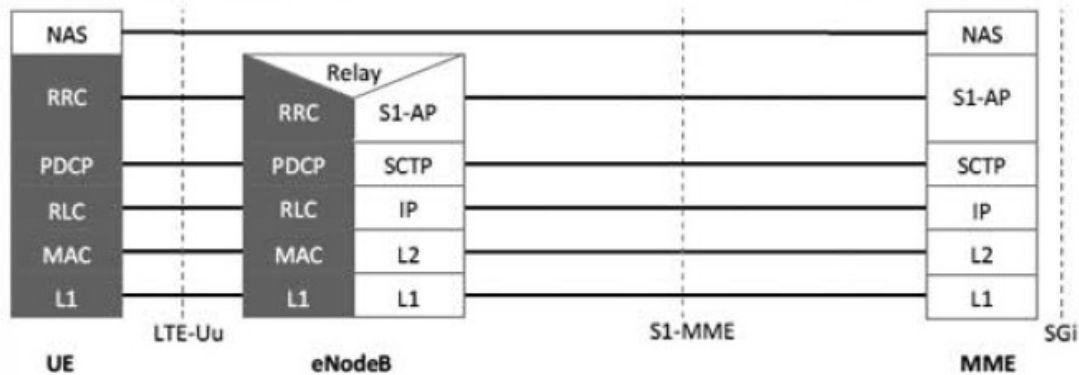 NAS NAS
Relay
RRC RRC S1-AP S1-AP
PDCP PDCP SCTP SCTP
RLC RLC IP IP
MAC MAC L2 L2
L1 L1 L1 L1
LTE-Uu S1-MME SGi
UE eNodeB MME